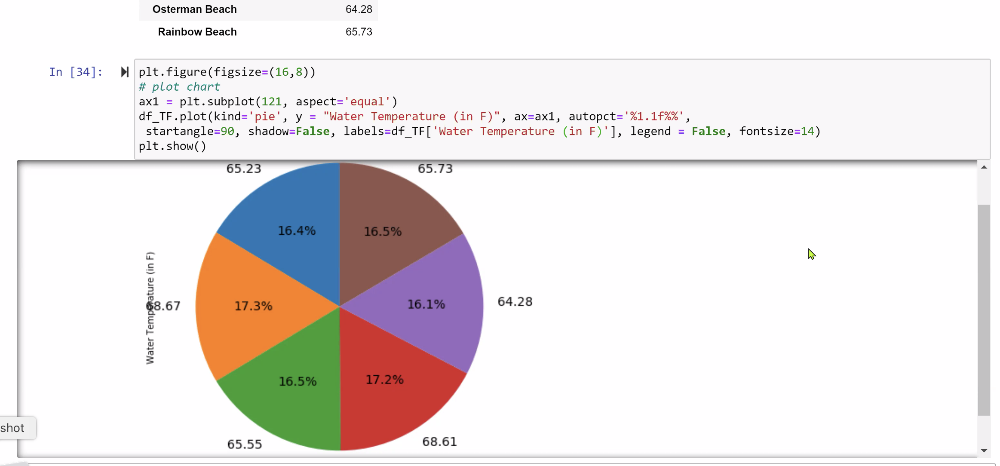 Osterman Beach 64.28
Rainbow Beach 65.73
In [34]:
plt.figure(figsize=(16,8))
# plot chart
ax1 = plt.subplot(121, aspect='equal')
df_TF.plot(kind='pie', y = "Water Temperature (in F)", ax=ax1, autopct='%1.1f%%',
 startangle=90, shadow=False, labels=df_TF['Water Temperature (in F)'], legend = False, fontsize=14)
plt.show()
65.23
65.73
16.4%
16.5%
Water Temperature (in F)
68.67
17.3%
16.1%
64.28
16.5%
17.2%
shot
65.55
68.61